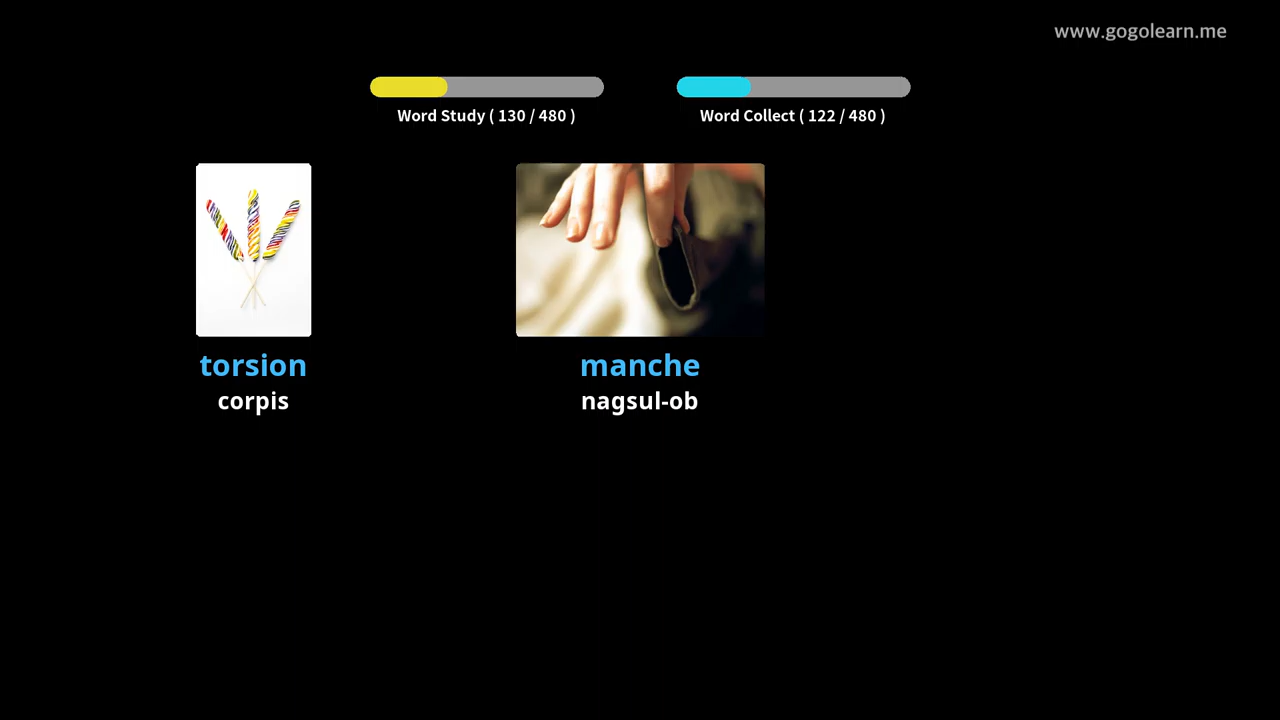 www.gogolearn.me
Word Study ( 130 / 480 )
Word Collect ( 122 / 480 )
torsion
manche
corpis
nagsul-ob